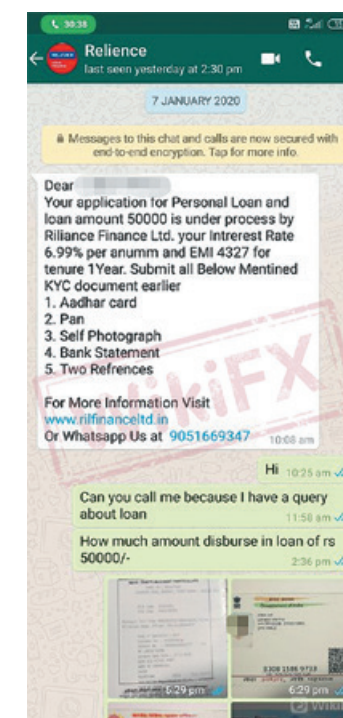 30:38
Relience
last seen yesterday at 2:30 pm
7 JANUARY 2020
Messages to this chat and calls are now secured with
end-to-end encryption. Tap for more info.
Dear
Your application for Personal Loan and
loan amount 50000 is under process by
Riliance Finance Ltd. your Intrerest Rate
6.99% per anumm and EMI 4327 for
tenure 1Year. Submit all Below Mentined
KYC document earlier
1. Aadhar card
2. Pan
3. Self Photograph
4. Bank Statement
5. Two Refrences
WikiFX
For More Information Visit
www.rilfinanceltd.in
Or Whatsapp Us at 9051669347
10:08 am
Hi 10:25 am
Can you call me because I have a query
about loan 11:58 am
How much amount disburse in loan of rs
50000/- 2:36 pm
6:29 pm
6:29 pm